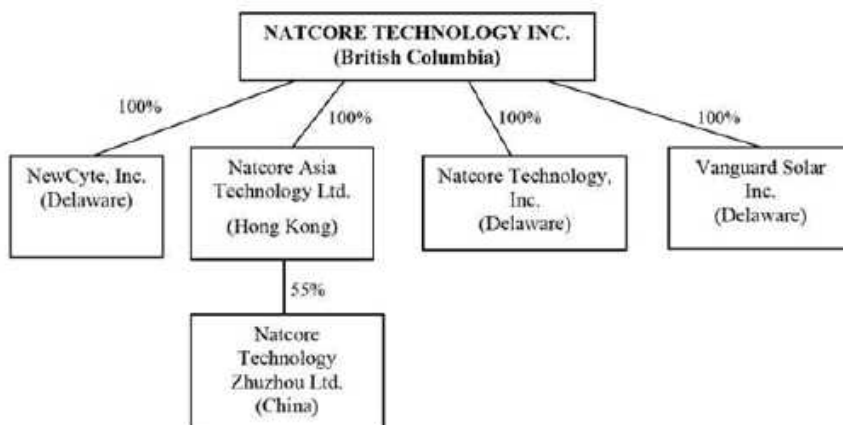 NATCORE TECHNOLOGY INC.
(British Columbia)
100%
100%
100%
100%
NewCyte, Inc.
(Delaware)
Natcore Asia
Technology Ltd.
(Hong Kong)
Natcore Technology,
Inc.
(Delaware)
Vanguard Solar
Inc.
(Delaware)
55%
Natcore
Technology
Zhuzhou Ltd.
(China)